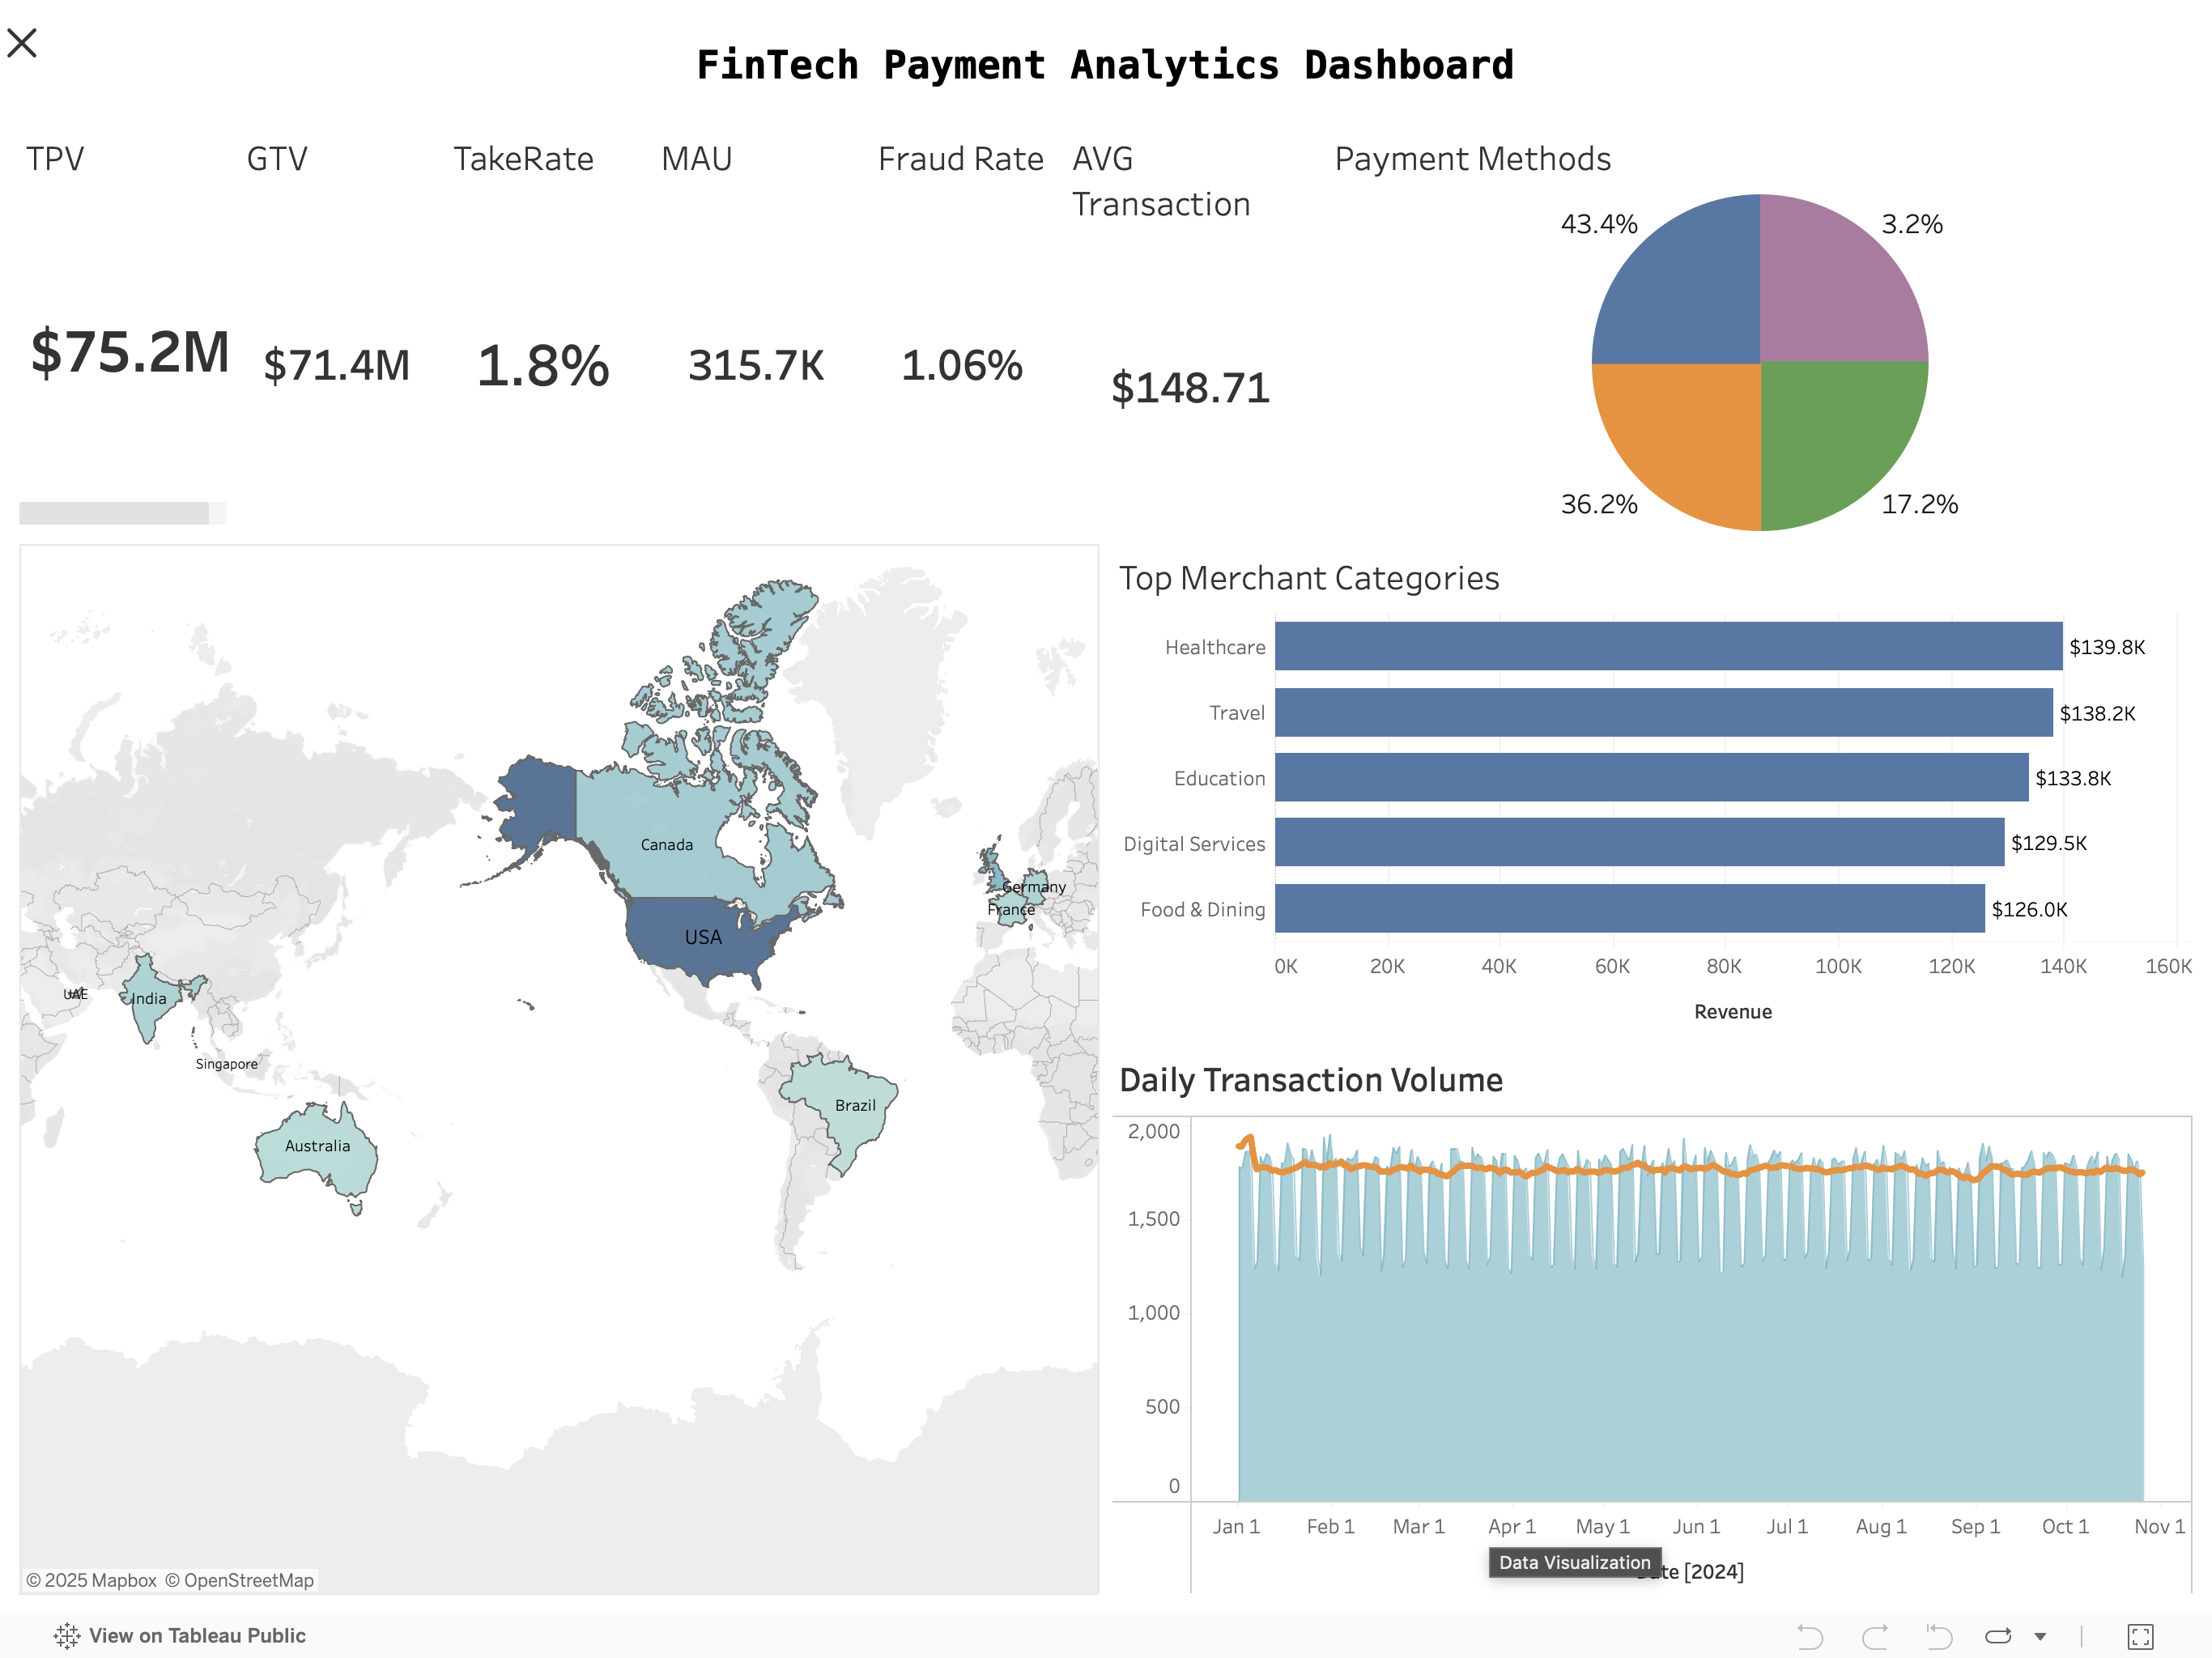 FinTech Payment Analytics Dashboard
TPV
GTV
TakeRate
MAU
Fraud Rate
AVG
Transaction
Payment Methods
$75.2M
$71.4M
1.8%
315.7K
1.06%
$148.71
43.4%
3.2%
36.2%
17.2%
Canada
USA
Germany
France
UAE
India
Singapore
Brazil
Australia
© 2025 Mapbox © OpenStreetMap
Top Merchant Categories
Healthcare
$139.8K
Travel
$138.2K
Education
$133.8K
Digital Services
$129.5K
Food & Dining
$126.0K
0K 20K 40K 60K 80K 100K 120K 140K 160K
Revenue
Daily Transaction Volume
2,000
1,500
1,000
500
0
Jan 1 Feb 1 Mar 1 Apr 1 May 1 Jun 1 Jul 1 Aug 1 Sep 1 Oct 1 Nov 1
Data Visualization
[2024]
View on Tableau Public